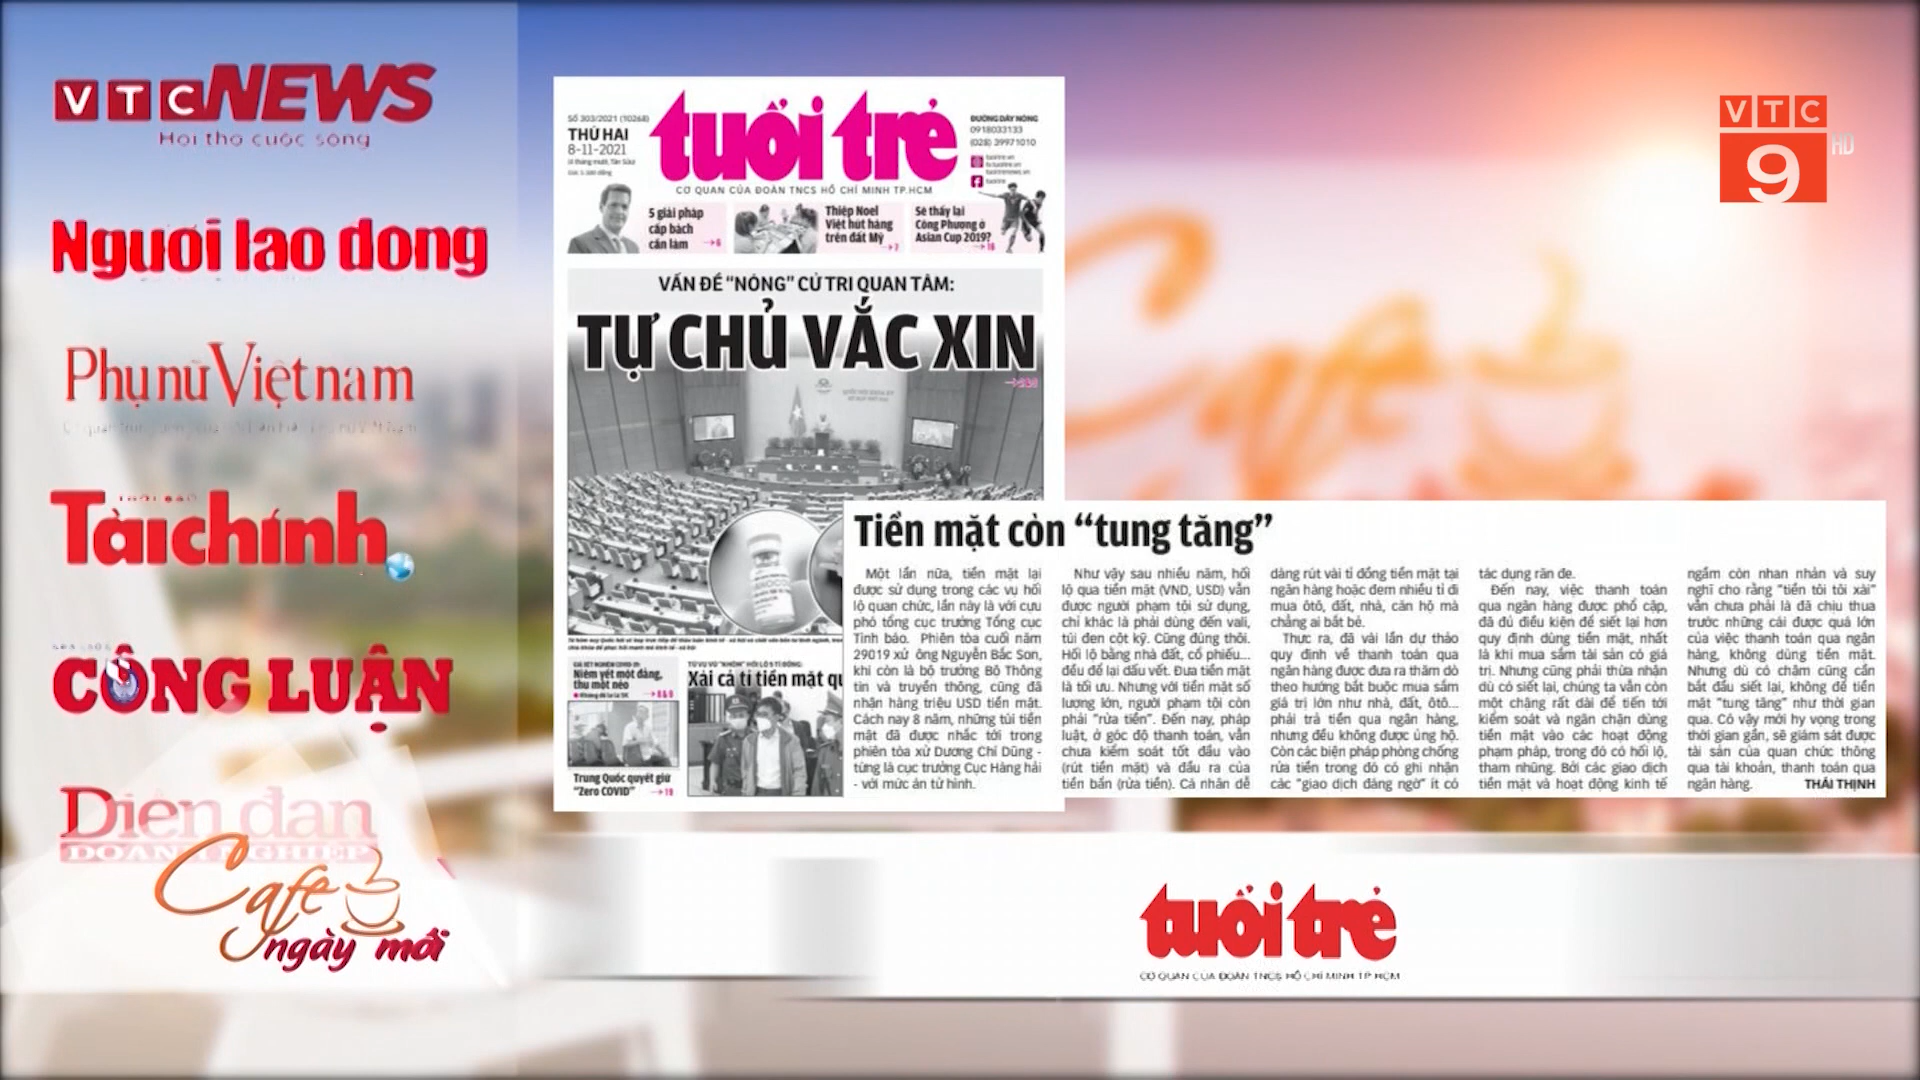 VTC NEWS
Người lao động
Phụ nữ Việt nam
Tài chính
CÔNG LUẬN
Diễn đàn
DOANH NGHIỆP
Cafe
ngày mới
SỐ 303/2021 (10268)
THỨ HAI
8-11-2021
tuổi trẻ
CƠ QUAN CỦA ĐOÀN TNCS HỒ CHÍ MINH TP.HCM
ĐƯỜNG DÂY NÓNG
0918033133
(028) 39971010
5 giải pháp
cấp bách
cần làm
Thiệp Noel
Việt hút hàng
trên đất Mỹ
Sẽ thấy lại
Công Phượng ở
Asian Cup 2019?
VẤN ĐỀ "NÓNG" CỬ TRI QUAN TÂM:
TỰ CHỦ VẮC XIN
Niêm yết một đằng,
thu một nẻo
Trung Quốc quyết giữ
"Zero COVID"
Xài cả tỉ tiền mặt
Tiền mặt còn “tung tăng”
Một lần nữa, tiền mặt lại
được sử dụng trong các vụ hối
lộ quan chức, lần này là với cựu
phó tổng cục trưởng Tổng cục
Tình báo. Phiên tòa cuối năm
29019 xử ông Nguyễn Bắc Son,
khi còn là bộ trưởng Bộ Thông
tin và truyền thông, cũng đã
nhận hàng triệu USD tiền mặt.
Cách nay 8 năm, những túi tiền
mặt đã được nhắc tới trong
phiên tòa xử Dương Chí Dũng -
từng là cục trưởng Cục Hàng hải
- với mức án tử hình.
Như vậy sau nhiều năm, hối
lộ qua tiền mặt (VND, USD) vẫn
được người phạm tội sử dụng,
chỉ khác là phải dùng đến vali,
túi đen cột kỹ. Cũng đúng thôi.
Hối lộ bằng nhà đất, cổ phiếu...
đều để lại dấu vết. Đưa tiền mặt
là tối ưu. Nhưng với tiền mặt số
lượng lớn, người phạm tội còn
phải “rửa tiền”. Đến nay, pháp
luật, ở góc độ thanh toán, vẫn
chưa kiểm soát tốt đầu vào
(rút tiền mặt) và đầu ra của
tiền bẩn (rửa tiền). Cá nhân dễ
dàng rút vài tỉ đồng tiền mặt tại
ngân hàng hoặc đem nhiều tỉ đi
mua ôtô, đất, nhà, căn hộ mà
chẳng ai bắt bẻ.
Thực ra, đã vài lần dự thảo
quy định về thanh toán qua
ngân hàng được đưa ra thăm dò
theo hướng bắt buộc mua sắm
giá trị lớn như nhà, đất, ôtô...
phải trả tiền qua ngân hàng,
nhưng đều không được ủng hộ.
Còn các biện pháp phòng chống
rửa tiền trong đó có ghi nhận
các “giao dịch đáng ngờ” ít có
tác dụng răn đe.
Đến nay, việc thanh toán
qua ngân hàng được phổ cập,
đã đủ điều kiện để siết lại hơn
quy định dùng tiền mặt, nhất
là khi mua sắm tài sản có giá
trị. Nhưng cũng phải thừa nhận
dù có siết lại, chúng ta vẫn còn
một chặng rất dài để tiến tới
kiểm soát và ngăn chặn dùng
tiền mặt vào các hoạt động
phạm pháp, trong đó có hối lộ,
tham nhũng. Bởi các giao dịch
tiền mặt và hoạt động kinh tế
ngầm còn nhan nhản và suy
nghĩ cho rằng “tiền tôi tôi xài”
vẫn chưa phải là đã chịu thua
trước những cái được quá lớn
của việc thanh toán qua ngân
hàng, không dùng tiền mặt.
Nhưng dù có chậm cũng cần
bắt đầu siết lại, không để tiền
mặt “tung tăng” như thời gian
qua. Có vậy mới hy vọng trong
thời gian gần, sẽ giám sát được
tài sản của quan chức thông
qua tài khoản, thanh toán qua
ngân hàng.
THÁI THỊNH
VTC
9
HD
tuổi trẻ
CƠ QUAN CỦA ĐOÀN TNCS HỒ CHÍ MINH TP HCM